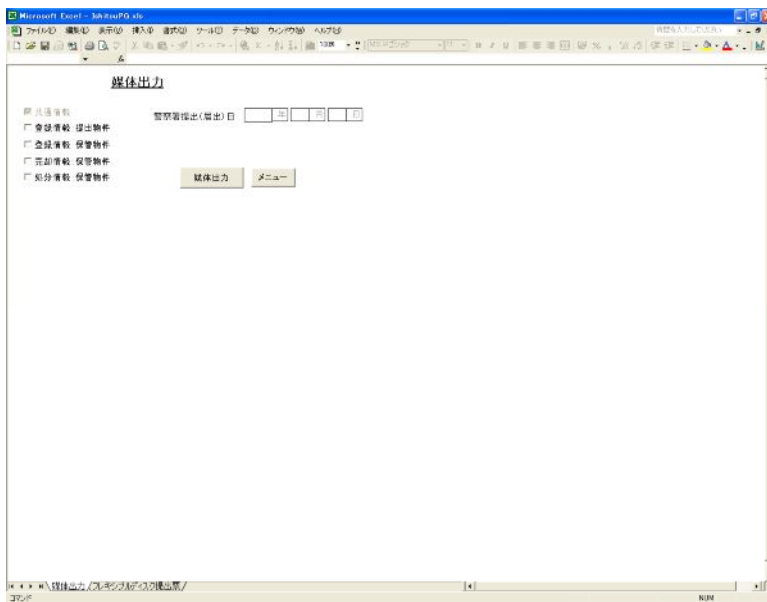 Microsoft Excel - IshitsuPG.xls
ファイル(F) 編集(E) 表示(V) 挿入(I) 書式(O) ツール(T) データ(D) ウィンドウ(W) ヘルプ(H)
100%
媒体出力
共通情報
警察署提出(届出)日 年 月 日
登録情報 提出物件
登録情報 保管物件
売却情報 保管物件
処分情報 保管物件
媒体出力 メニュー
媒体出力 フレキシブルディスク提出票
コマンド NUM